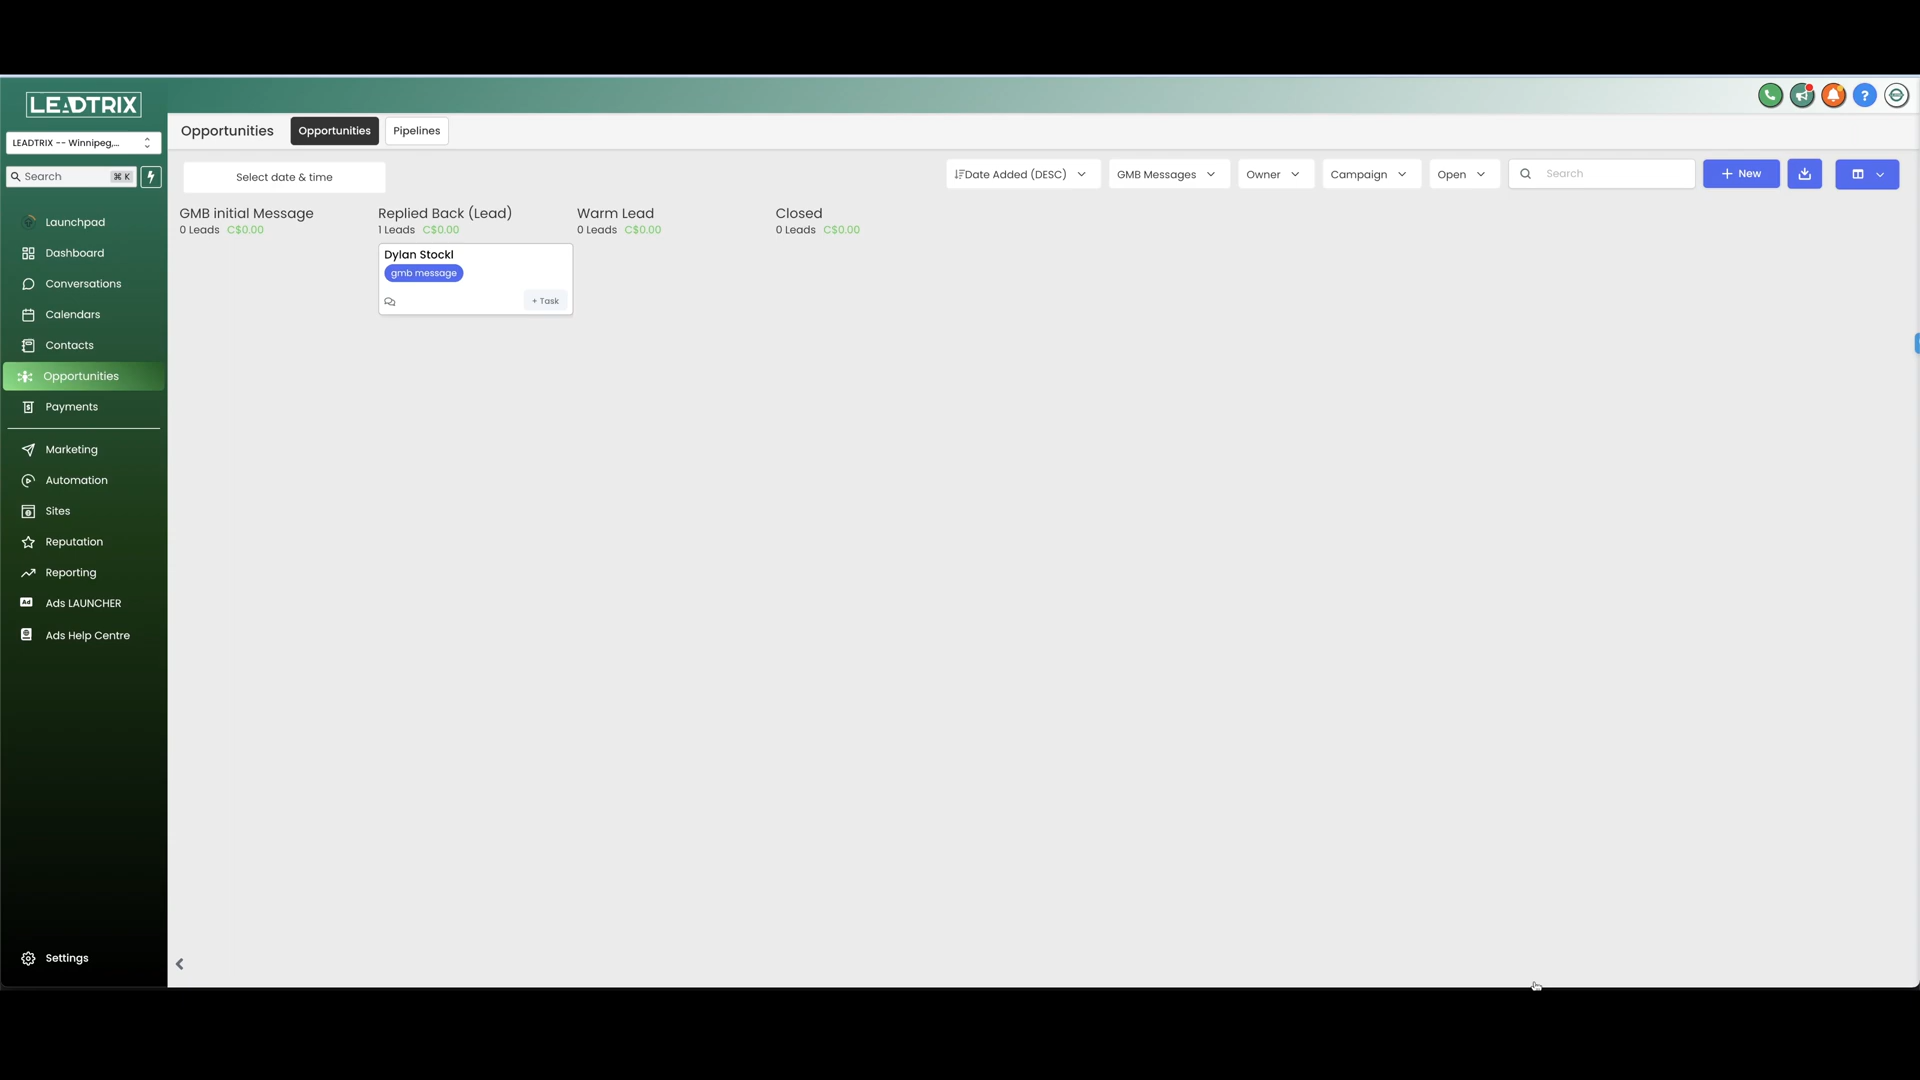 LEADTRIX
Opportunities
Opportunities
Pipelines
LEADTRIX -- Winnipeg,...
Search
⌘ K
Select date & time
Date Added (DESC)
GMB Messages
Owner
Campaign
Open
Search
+ New
Launchpad
Dashboard
Conversations
Calendars
Contacts
Opportunities
Payments
Marketing
Automation
Sites
Reputation
Reporting
Ad
Ads LAUNCHER
Ads Help Centre
Settings
GMB initial Message
0 Leads C$0.00
Replied Back (Lead)
1 Leads C$0.00
Dylan Stockl
gmb message
+ Task
Warm Lead
0 Leads C$0.00
Closed
0 Leads C$0.00
?